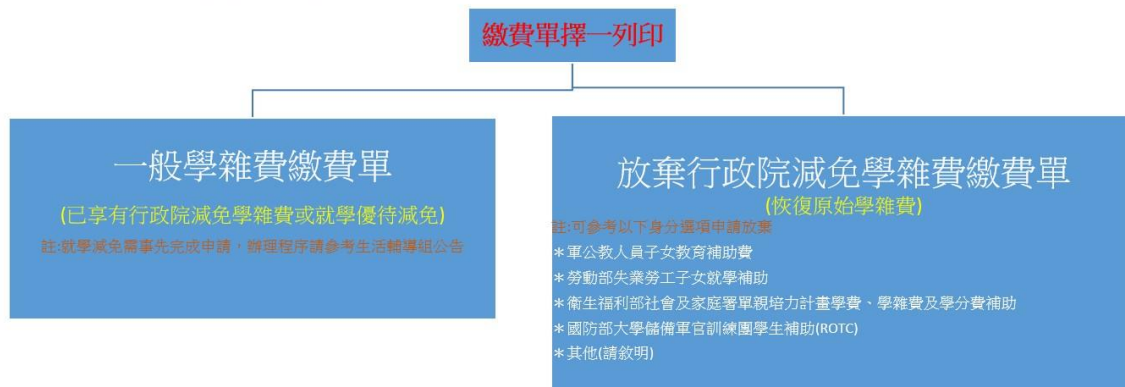 繳費單擇一列印
一般學雜費繳費單
(已享有行政院減免學雜費或就學優待減免)
註:就學減免需事先完成申請，辦理程序請參考生活輔導組公告
放棄行政院減免學雜費繳費單
(恢復原始學雜費)
註:可參考以下身分選項申請放棄
＊軍公教人員子女教育補助費
＊勞動部失業勞工子女就學補助
＊衛生福利部社會及家庭署單親培力計畫學費、學雜費及學分費補助
＊國防部大學儲備軍官訓練團學生補助(ROTC)
＊其他(請敘明)